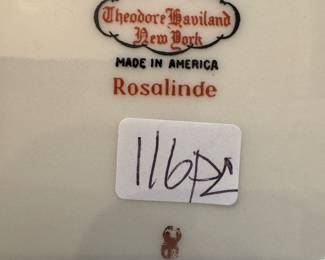 Theodore Haviland
New York
MADE IN AMERICA
Rosalinde
116pc